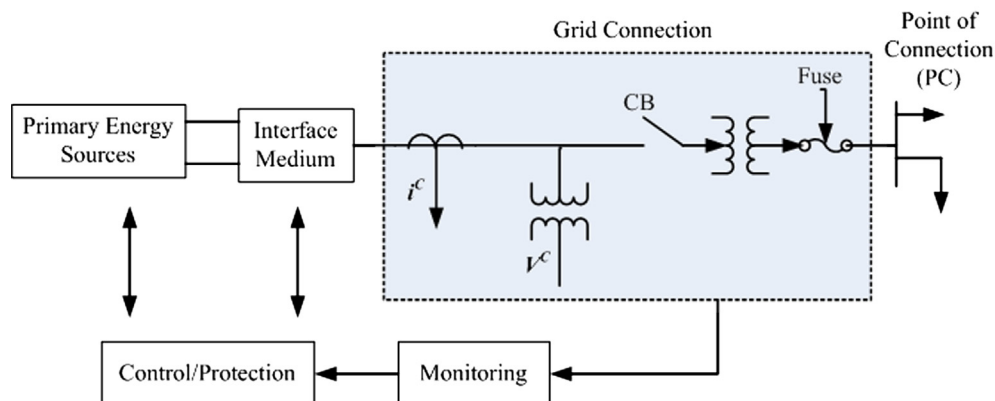 Grid Connection
Point of
Connection
(PC)
Primary Energy
Sources
Interface
Medium
CB
Fuse
i^C
V^C
Control/Protection
Monitoring